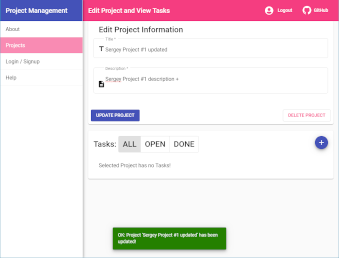 Project Management
Edit Project and View Tasks
Logout
GitHub
About
Projects
Login / Signup
Help
Edit Project Information
Title *
Sergey Project #1 updated
Description *
Sergey Project #1 description +
UPDATE PROJECT
DELETE PROJECT
Tasks:
ALL
OPEN
DONE
+
Selected Project has no Tasks!
OK: Project 'Sergey Project #1 updated' has been
updated!